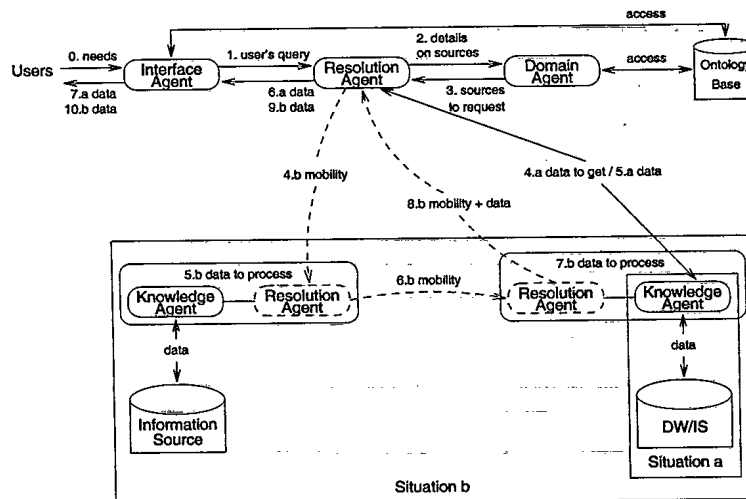 access
0. needs
1. user's query
2. details
on sources
Users
Interface
Agent
Resolution
Agent
Domain
Agent
access
Ontology
Base
7.a data
10.b data
6.a data
9.b data
3. sources
to request
4.b mobility
4.a data to get / 5.a data
8.b mobility + data
5.b data to process
7.b data to process
6.b mobility
Knowledge
Agent
Resolution
Agent
Resolution
Agent
Knowledge
Agent
data
data
Information
Source
DW/IS
Situation a
Situation b